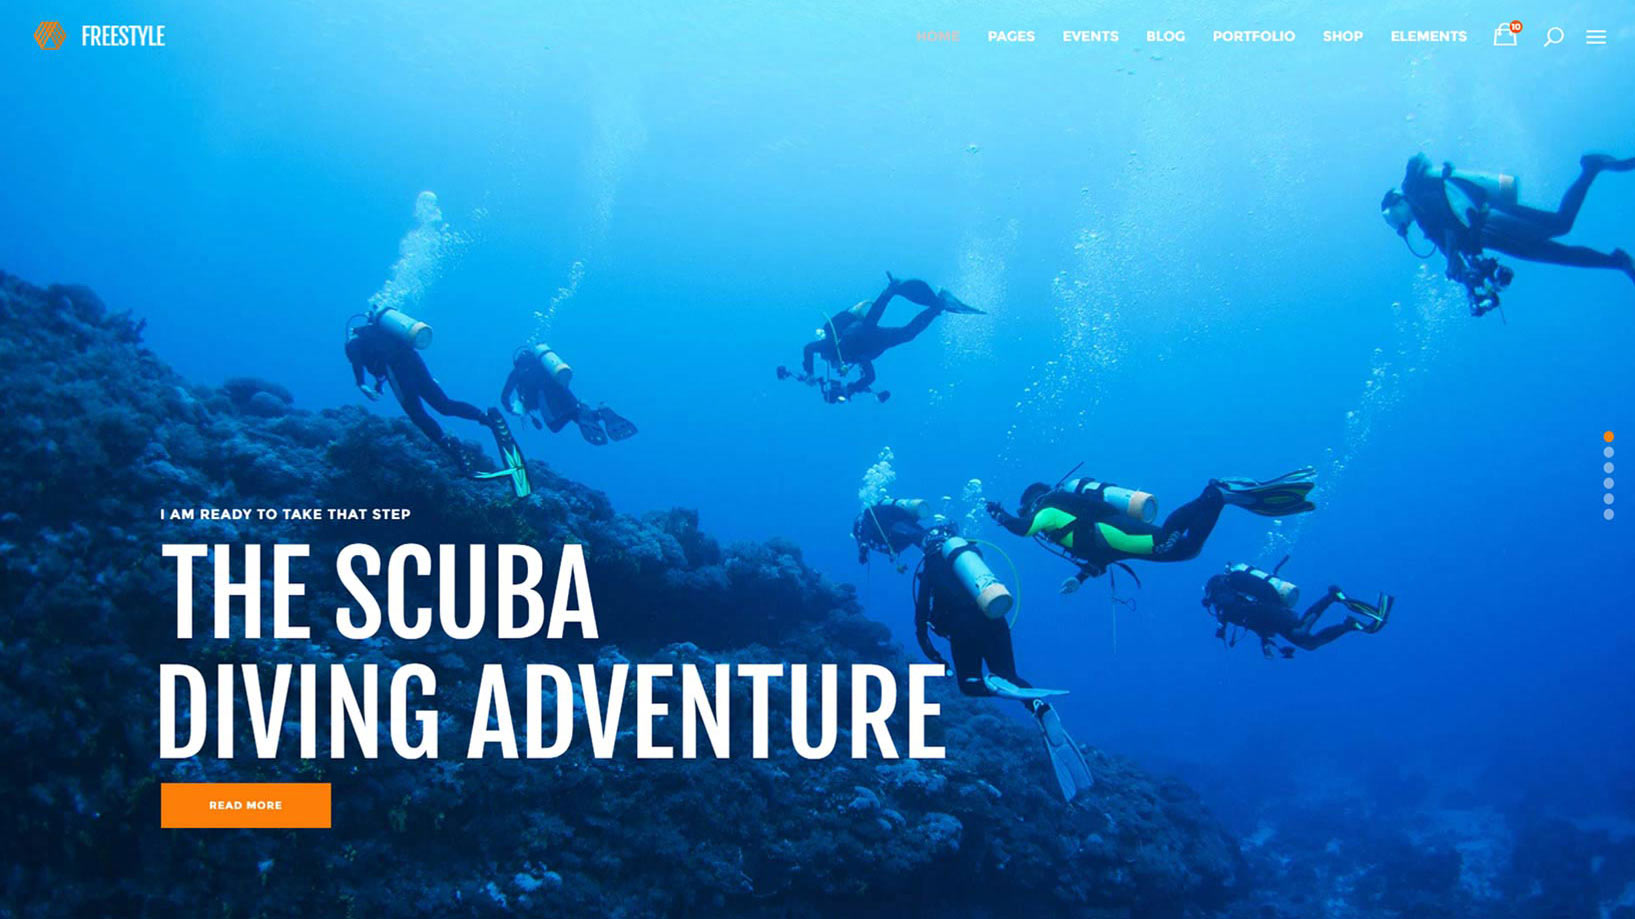 FREESTYLE
HOME PAGES EVENTS BLOG PORTFOLIO SHOP ELEMENTS 10
I AM READY TO TAKE THAT STEP
THE SCUBA
DIVING ADVENTURE
READ MORE